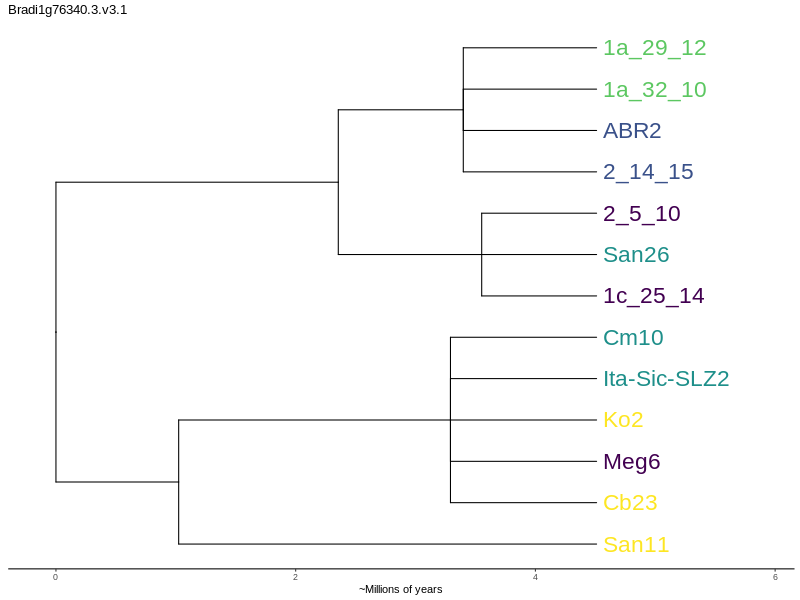 Bradi1g76340.3.v3.1
1a_29_12
1a_32_10
ABR2
2_14_15
2_5_10
San26
1c_25_14
Cm10
Ita-Sic-SLZ2
Ko2
Meg6
Cb23
San11
0 2 4 6
~Millions of years